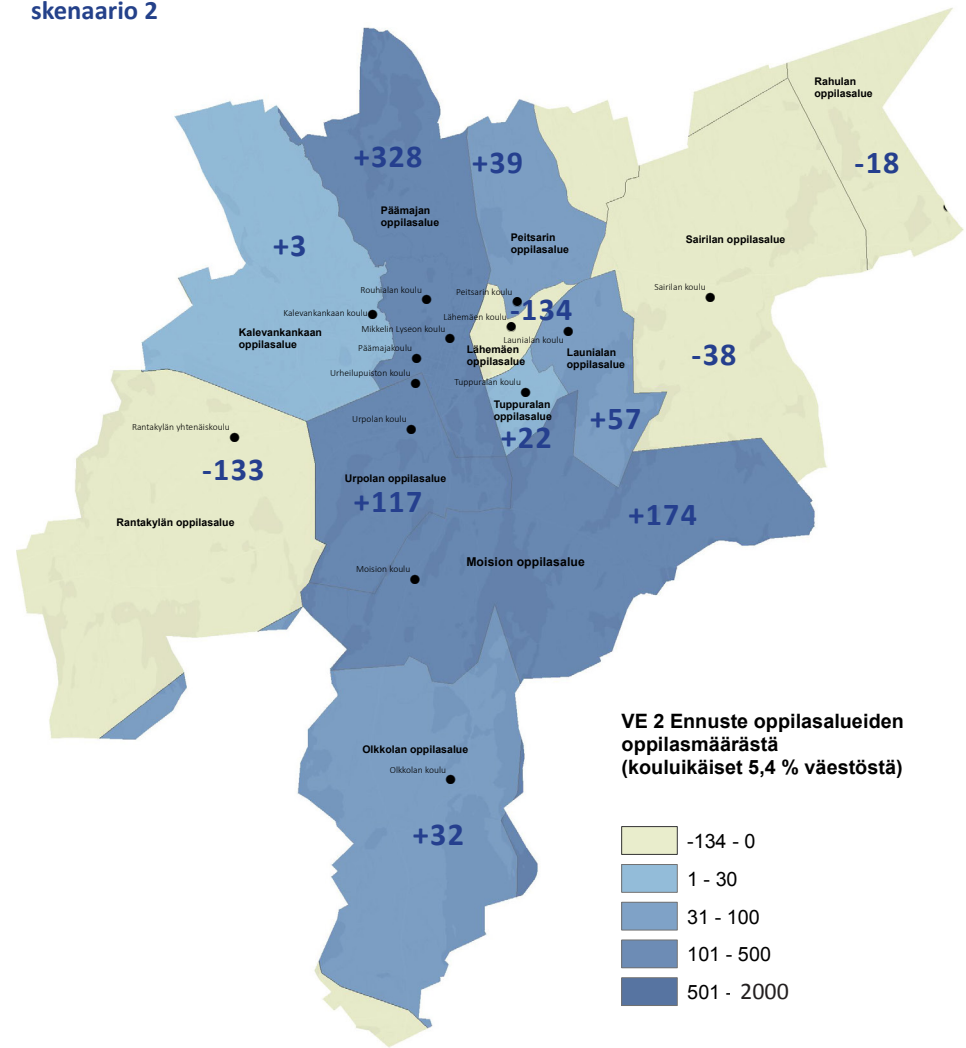 skenaario 2
Rahulan
oppilasalue
-18
+328
+39
Päämajan
oppilasalue
Peitsarin
oppilasalue
Sairilan oppilasalue
+3
Sairilan koulu
Rouhialan koulu
Peitsarin koulu
-134
Kalevankankaan koulu
Lähemäen koulu
Kalevankankaan
oppilasalue
Mikkelin Lyseon koulu
Launialan koulu
Päämajakoulu
Lähemäen
oppilasalue
Launialan
oppilasalue
-38
Urheilupuiston koulu
Tuppuralan koulu
Tuppuralan
oppilasalue
+57
Rantakylän yhtenäiskoulu
Urpolan koulu
+22
-133
Urpolan oppilasalue
+117
+174
Rantakylän oppilasalue
Moision koulu
Moision oppilasalue
Olkkolan oppilasalue
Olkkolan koulu
+32
VE 2 Ennuste oppilasalueiden
oppilasmäärästä
(kouluikäiset 5,4 % väestöstä)
-134 - 0
1 - 30
31 - 100
101 - 500
501 - 2000